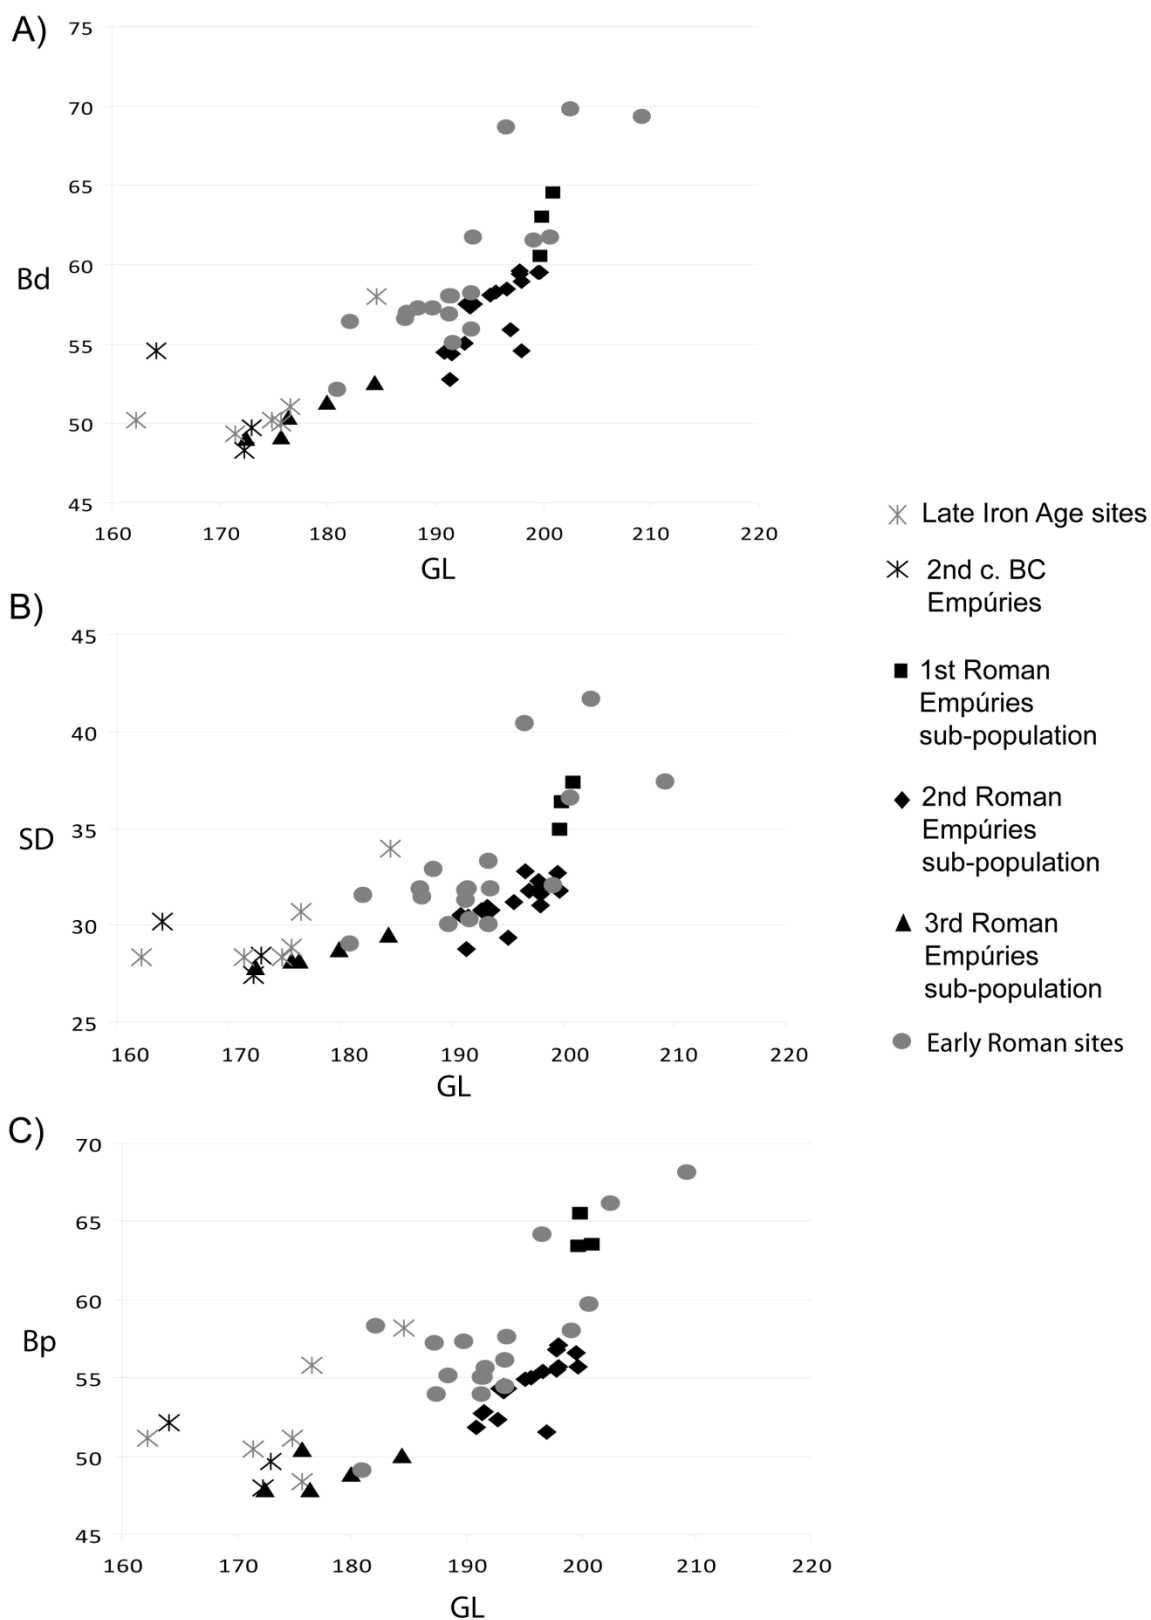 A)
75
70
65
60
55
50
45
Bd
160 170 180 190 200 210 220
GL
B)
45
40
35
30
25
SD
160 170 180 190 200 210 220
GL
C)
70
65
60
55
50
45
Bp
160 170 180 190 200 210 220
GL
Late Iron Age sites
2nd c. BC
Empúries
1st Roman
Empúries
sub-population
2nd Roman
Empúries
sub-population
3rd Roman
Empúries
sub-population
Early Roman sites